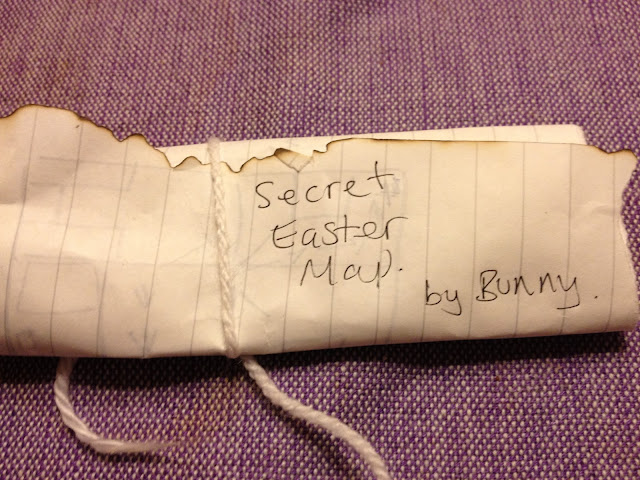 Secret
Easter
Map.
by Bunny.